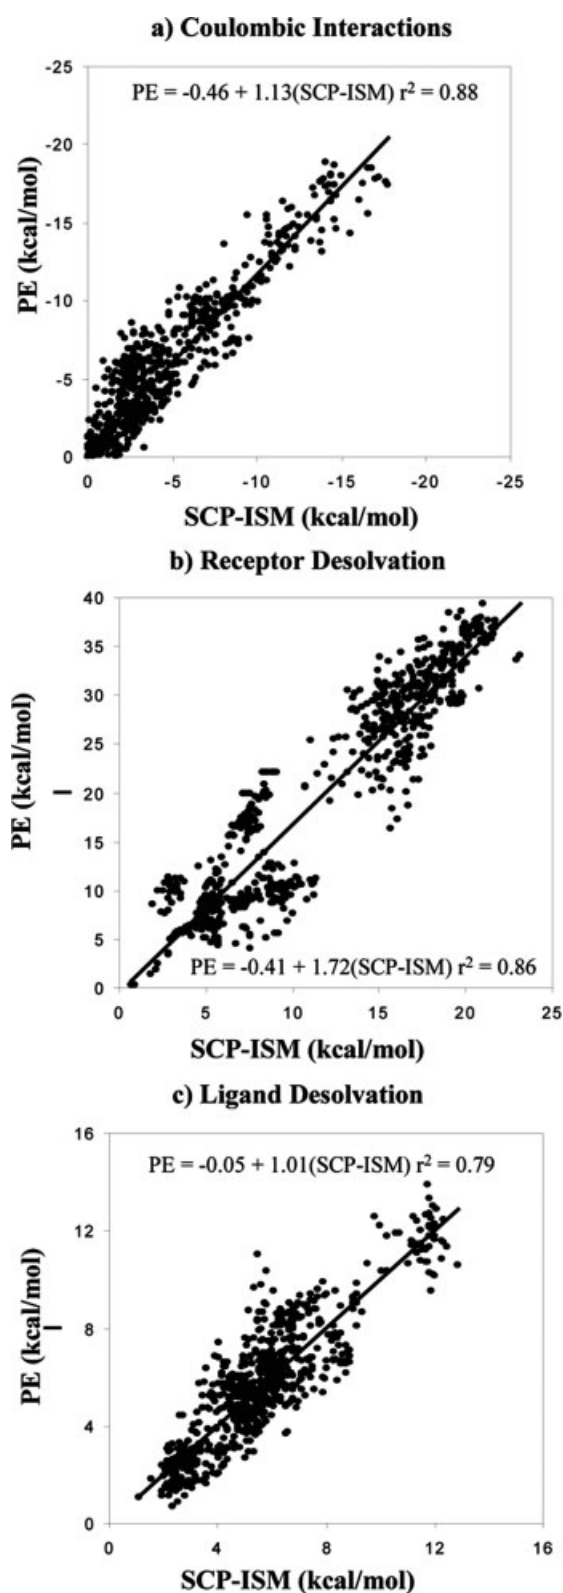 a) Coulombic Interactions
-25
PE = -0.46 + 1.13(SCP-ISM) r² = 0.88
-20
-15
PE (kcal/mol)
-10
-5
0
0 -5 -10 -15 -20 -25
SCP-ISM (kcal/mol)
b) Receptor Desolvation
40
35
30
25
PE (kcal/mol)
20
15
10
5
PE = -0.41 + 1.72(SCP-ISM) r² = 0.86
0
0 5 10 15 20 25
SCP-ISM (kcal/mol)
c) Ligand Desolvation
16
PE = -0.05 + 1.01(SCP-ISM) r² = 0.79
12
PE (kcal/mol)
8
4
0
0 4 8 12 16
SCP-ISM (kcal/mol)